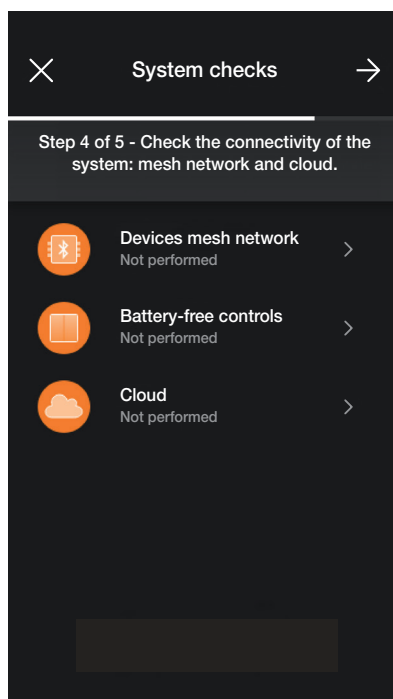 System checks
Step 4 of 5 - Check the connectivity of the
system: mesh network and cloud.
Devices mesh network
Not performed
Battery-free controls
Not performed
Cloud
Not performed